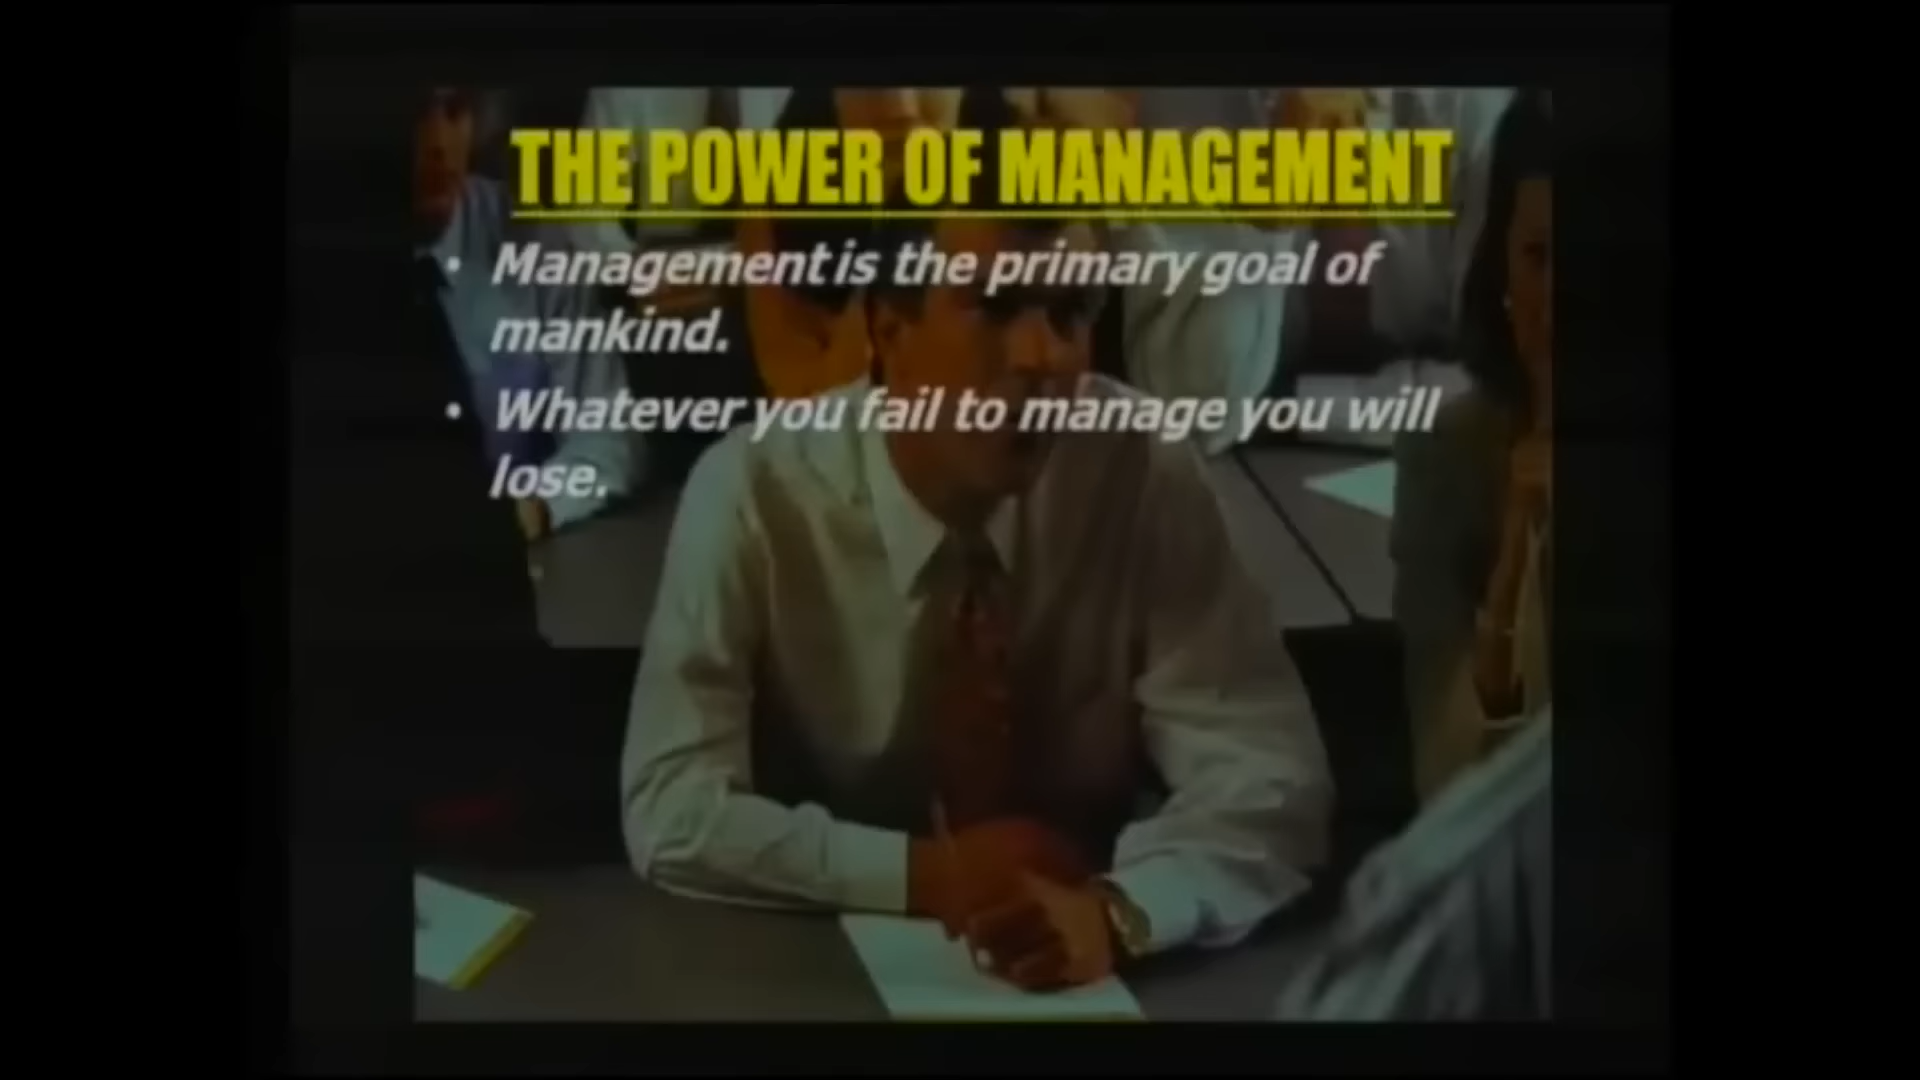 THE POWER OF MANAGEMENT
• Management is the primary goal of
mankind.
• Whatever you fail to manage you will
lose.